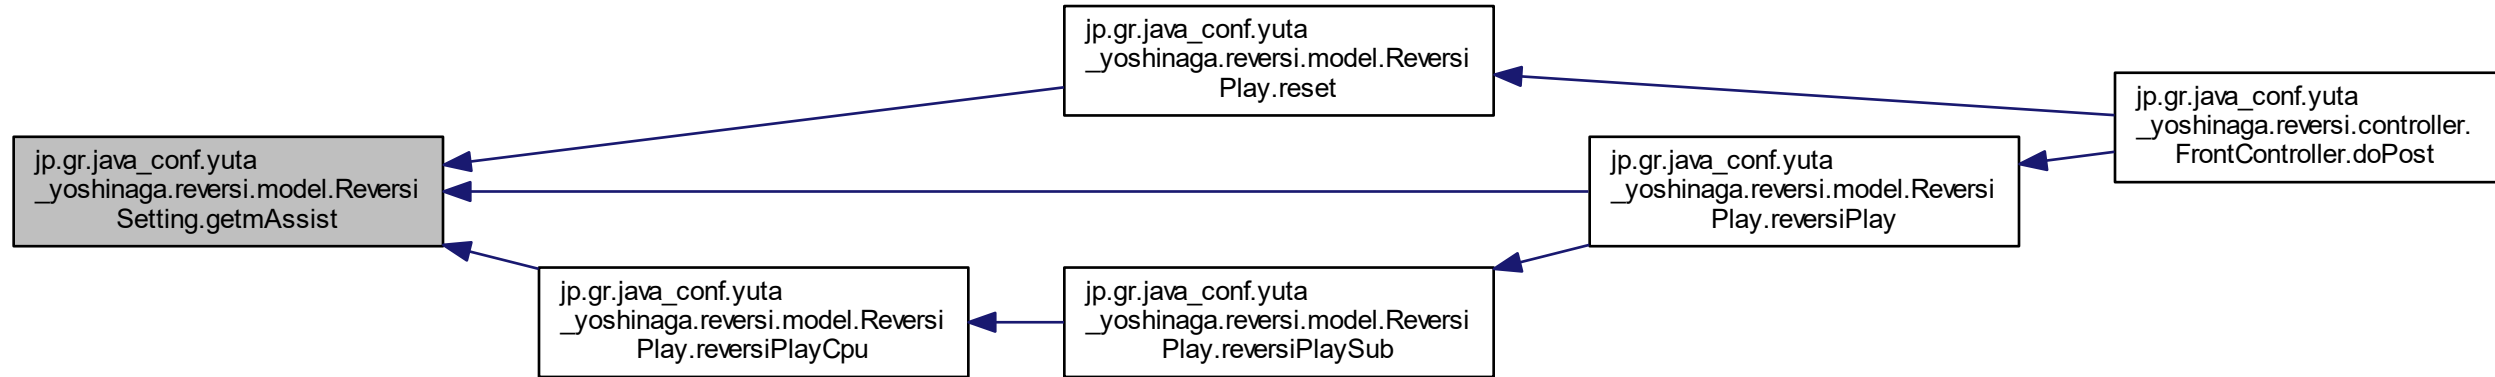 jp.gr.java_conf.yuta
_yoshinaga.reversi.model.Reversi
Setting.getmAssist
jp.gr.java_conf.yuta
_yoshinaga.reversi.model.Reversi
Play.reset
jp.gr.java_conf.yuta
_yoshinaga.reversi.controller.
FrontController.doPost
jp.gr.java_conf.yuta
_yoshinaga.reversi.model.Reversi
Play.reversiPlay
jp.gr.java_conf.yuta
_yoshinaga.reversi.model.Reversi
Play.reversiPlayCpu
jp.gr.java_conf.yuta
_yoshinaga.reversi.model.Reversi
Play.reversiPlaySub